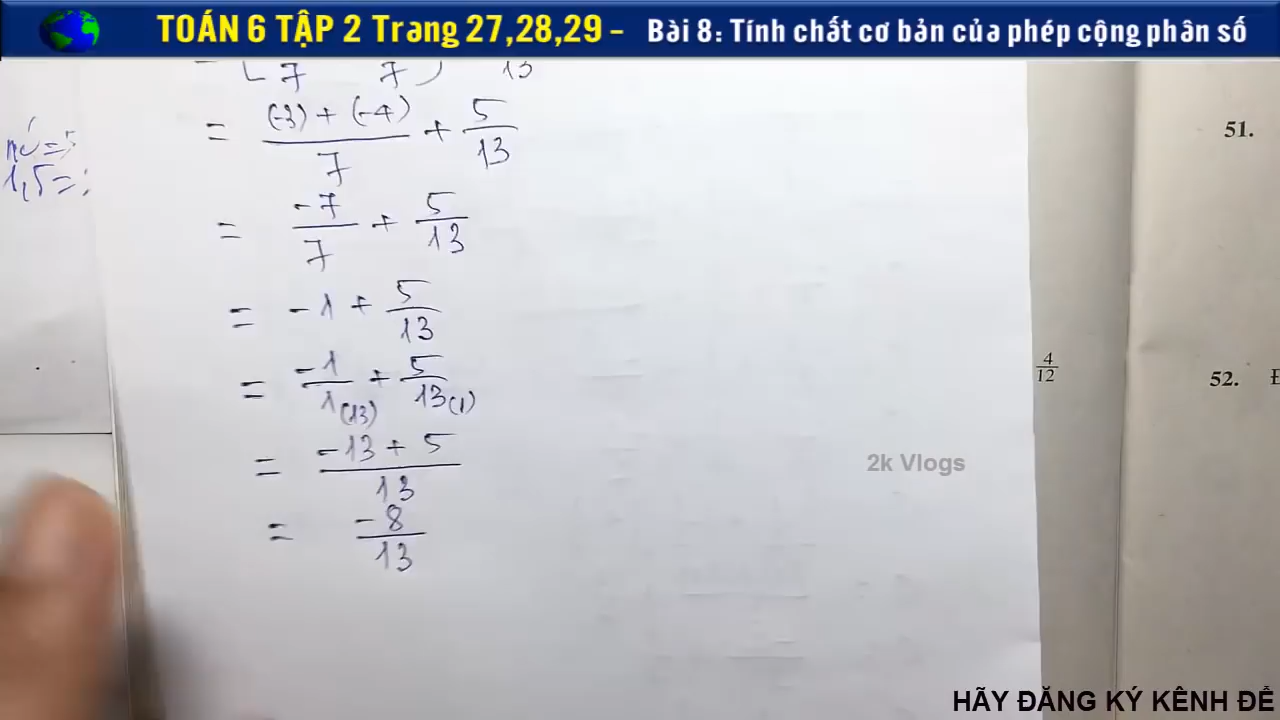 TOÁN 6 TẬP 2 Trang 27,28,29 - Bài 8: Tính chất cơ bản của phép cộng phân số
= ((-3) + (-4))/7 + 5/13
= -7/7 + 5/13
= -1 + 5/13
= -1/1(13) + 5/13(1)
= (-13 + 5)/13
= -8/13
51.
4/12
52.
2k Vlogs
HÃY ĐĂNG KÝ KÊNH ĐỂ